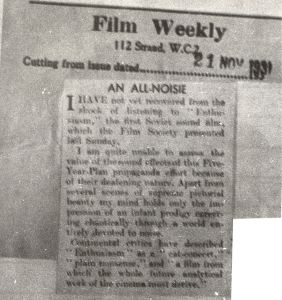 Film Weekly
112 Strand, W.C.2
Cutting from issue dated 21 NOV 1931
AN ALL-NOISIE
I HAVE not yet recovered from the
shock of listening to "Enthus-
iasm," the first Soviet sound film,
which the Film Society presented
last Sunday.
I am quite unable to assess the
value of the sound effects of this Five-
Year-Plan propaganda effort because
of their deafening nature. Apart from
several scenes of supreme pictorial
beauty my mind holds only the im-
pression of an infant prodigy career-
ing chaotically through a world en-
tirely devoted to noise.
Continental critics have described
"Enthusiasm" as a "cat-concert,"
"plain nonsense," and "a film from
which the whole future analytical
work of the cinema must derive."